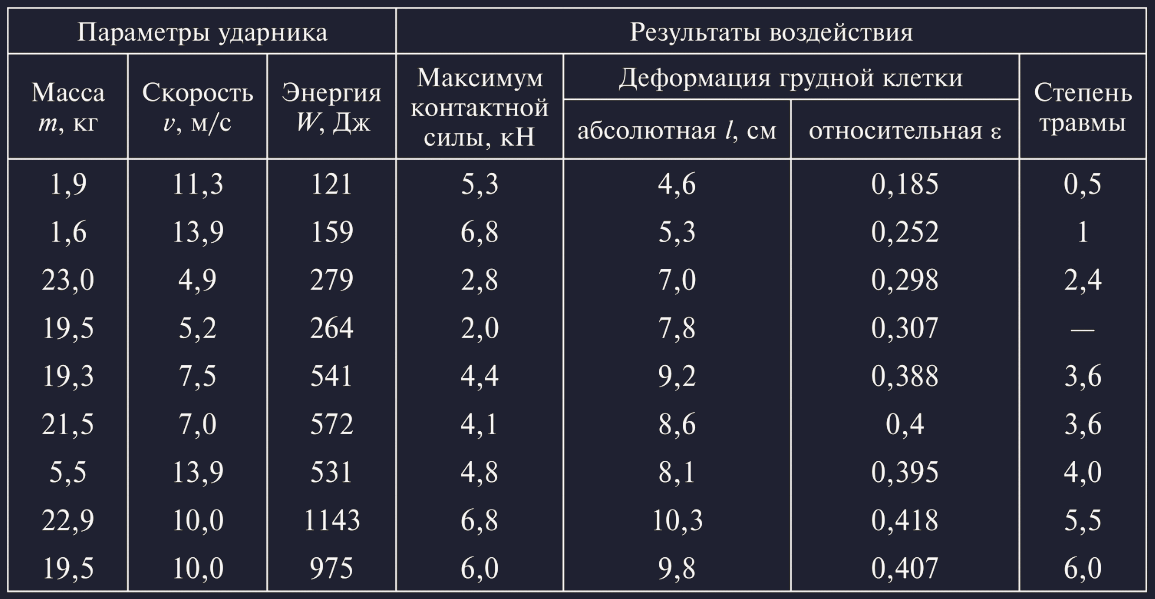 Параметры ударника Результаты воздействия
Масса m, кг Скорость v, м/с Энергия W, Дж Максимум контактной силы, кН Деформация грудной клетки Степень травмы
абсолютная l, см относительная ε
1,9 11,3 121 5,3 4,6 0,185 0,5
1,6 13,9 159 6,8 5,3 0,252 1
23,0 4,9 279 2,8 7,0 0,298 2,4
19,5 5,2 264 2,0 7,8 0,307 —
19,3 7,5 541 4,4 9,2 0,388 3,6
21,5 7,0 572 4,1 8,6 0,4 3,6
5,5 13,9 531 4,8 8,1 0,395 4,0
22,9 10,0 1143 6,8 10,3 0,418 5,5
19,5 10,0 975 6,0 9,8 0,407 6,0